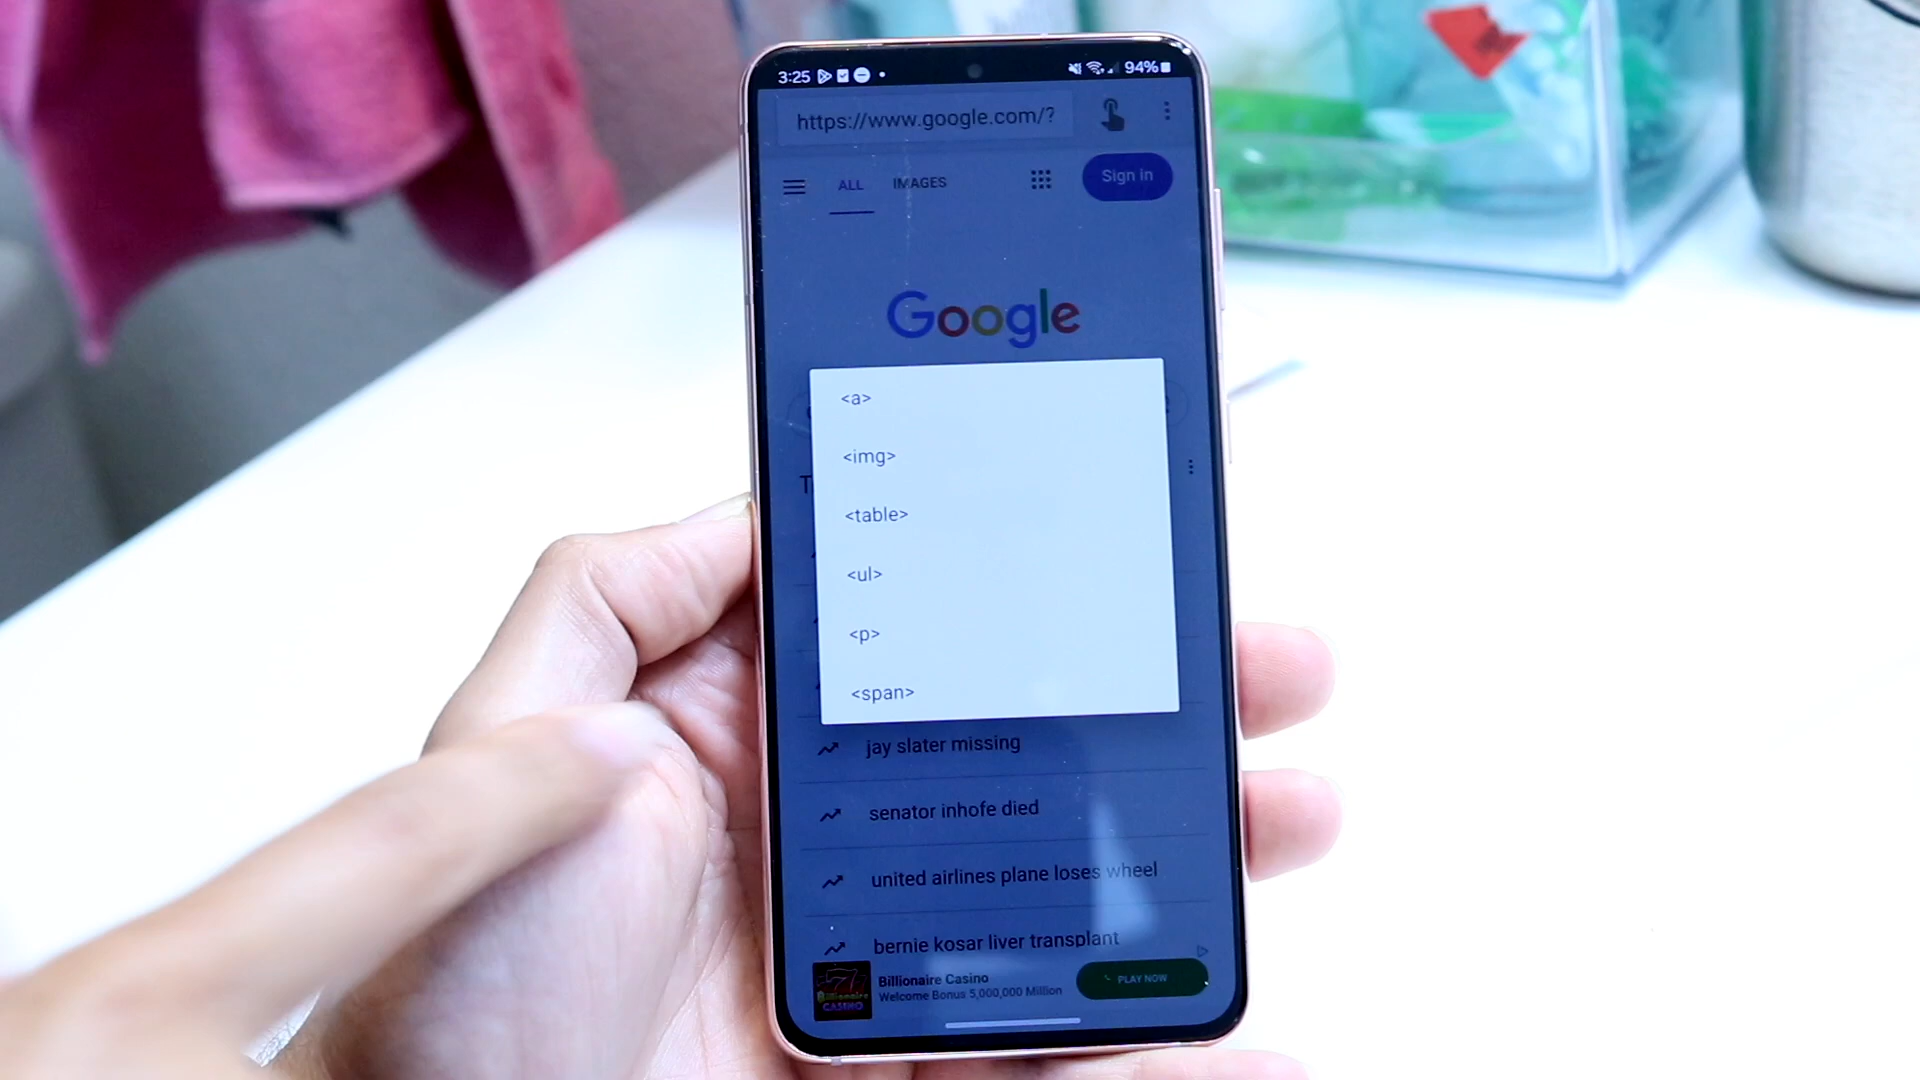 3:25
94%
https://www.google.com/?
ALL IMAGES
Sign in
Google
<a>
<img>
<table>
<ul>
<p>
<span>
jay slater missing
senator inhofe died
united airlines plane loses wheel
bernie kosar liver transplant
Billionaire Casino
Welcome Bonus 5,000,000 Million
PLAY NOW
Billionaire
CASINO